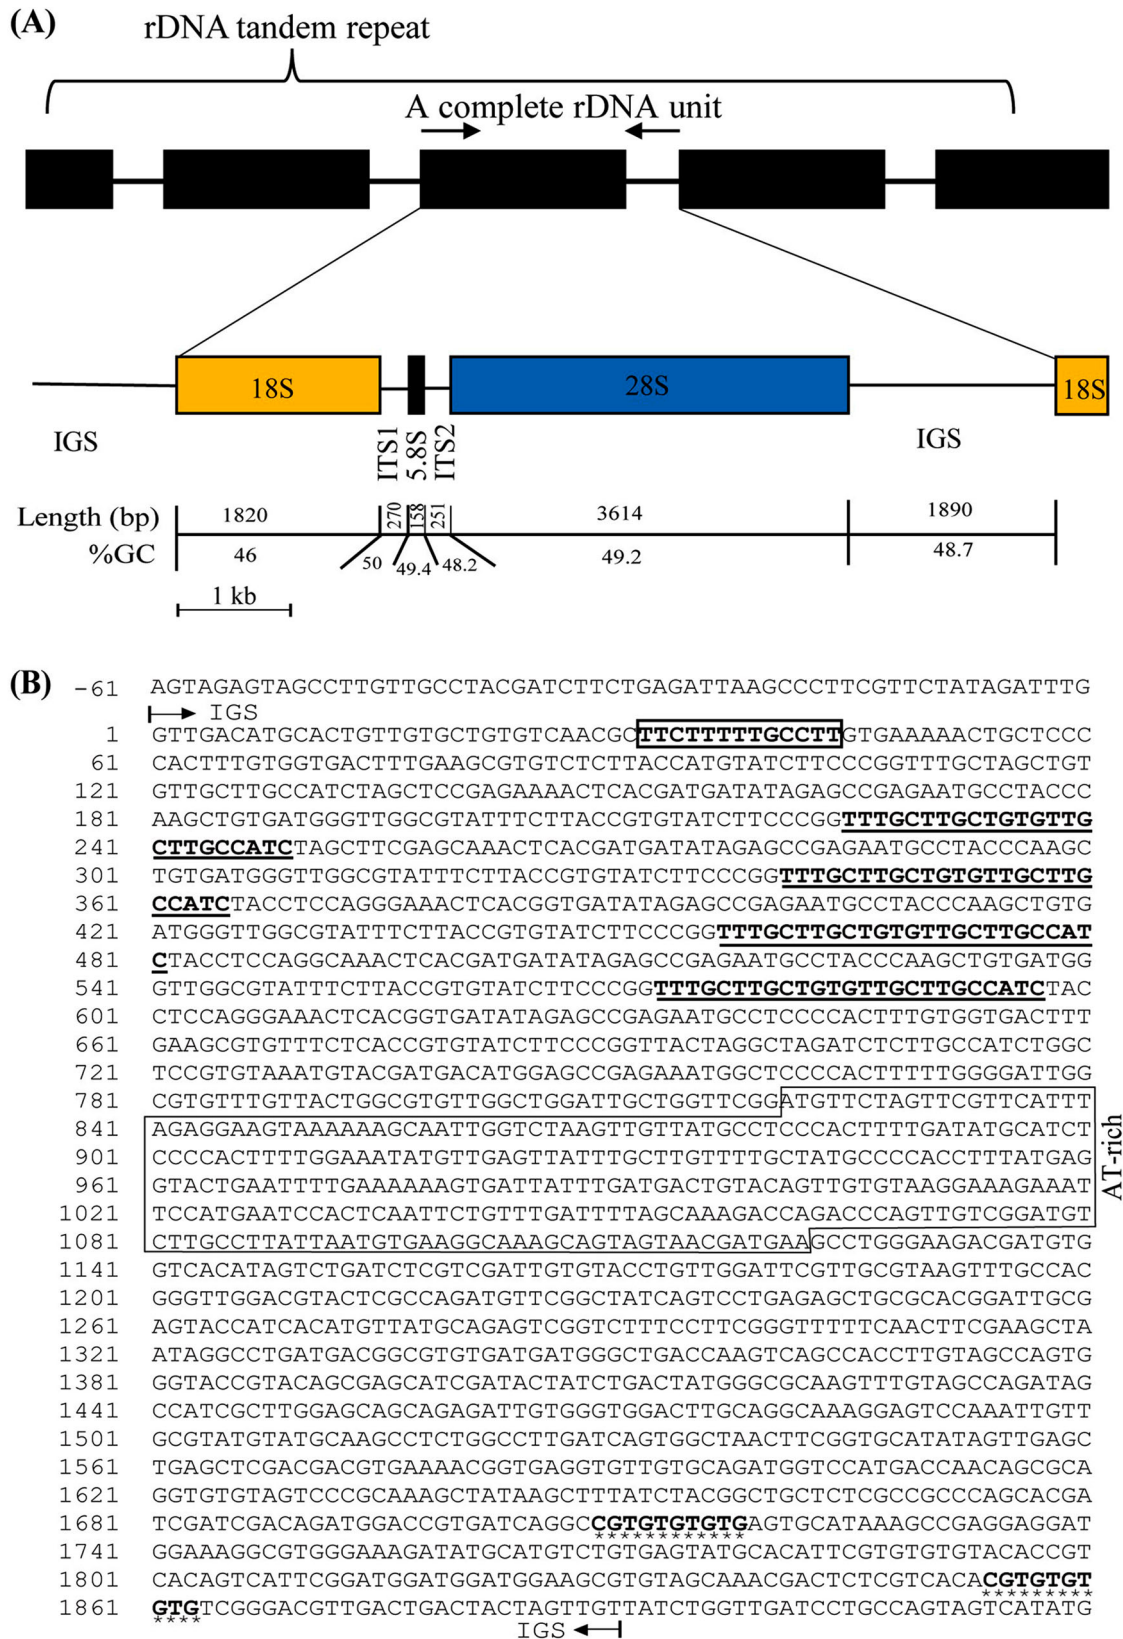 (A)
rDNA tandem repeat
A complete rDNA unit
18S
28S
18S
IGS
ITS1
5.8S
ITS2
IGS
Length (bp)
1820
270
158
251
3614
1890
%GC
46
50
49.4
48.2
49.2
48.7
1 kb
(B)
-61 AGTAGAGTAGCCTTGTTGCCTACGATCTTCTGAGATTAAGCCCTTCGTTCTATAGATTTG
IGS
1 GTTGACATGCACTGTTGTGCTGTGTCAACGCTTCTTTTTGCCTTGTGAAAAACTGCTCCC
61 CACTTTGTGGTGACTTTGAAGCGTGTCTCTTACCATGTATCTTCCCGGTTTGCTAGCTGT
121 GTTGCTTGCCATCTAGCTCCGAGAAAACTCACGATGATATAGAGCCGAGAATGCCTACCC
181 AAGCTGTGATGGGTTGGCGTATTTCTTACCGTGTATCTTCCCGGTTTGCTTGCTGTGTTG
241 CTTGCCATCTAGCTTCGAGCAAACTCACGATGATATAGAGCCGAGAATGCCTACCCAAGC
301 TGTGATGGGTTGGCGTATTTCTTACCGTGTATCTTCCCGGTTTGCTTGCTGTGTTGCTTG
361 CCATCTACCTCCAGGGAAACTCACGGTGATATAGAGCCGAGAATGCCTACCCAAGCTGTG
421 ATGGGTTGGCGTATTTCTTACCGTGTATCTTCCCGGTTTGCTTGCTGTGTTGCTTGCCAT
481 CTACCTCCAGGCAAACTCACGATGATATAGAGCCGAGAATGCCTACCCAAGCTGTGATGG
541 GTTGGCGTATTTCTTACCGTGTATCTTCCCGGTTTGCTTGCTGTGTTGCTTGCCATCTAC
601 CTCCAGGGAAACTCACGGTGATATAGAGCCGAGAATGCCTCCCCACTTTGTGGTGACTTT
661 GAAGCGTGTTTCTCACCGTGTATCTTCCCGGTTACTAGGCTAGATCTCTTGCCATCTGGC
721 TCCGTGTAAATGTACGATGACATGGAGCCGAGAAATGGCTCCCCACTTTTTGGGGATTGG
781 CGTGTTTGTTACTGGCGTGTTGGCTGGATTGCTGGTTCGGATGTTCTAGTTCGTTCATTT
841 AGAGGAAGTAAAAAAGCAATTGGTCTAAGTTGTTATGCCTCCCACTTTTGATATGCATCT
901 CCCCACTTTTGGAAATATGTTGAGTTATTTGCTTGTTTTGCTATGCCCCACCTTTATGAG
961 GTACTGAATTTTGAAAAAAAGTGATTATTTGATGACTGTACAGTTGTGTAAGGAAAGAAAT
1021 TCCATGAATCCACTCAATTCTGTTTGATTTTAGCAAAGACCAGACCCAGTTGTCGGATGT
1081 CTTGCCTTATTAATGTGAAGGCAAAGCAGTAGTAACGATGAAGCCTGGGAAGACGATGTG
AT-rich
1141 GTCACATAGTCTGATCTCGTCGATTGTGTACCTGTTGGATTCGTTGCGTAAGTTTGCCAC
1201 GGGTTGGACGTACTCGCCAGATGTTCGGCTATCAGTCCTGAGAGCTGCGCACGGATTGCG
1261 AGTACCATCACATGTTATGCAGAGTCGGTCTTTCCTTCGGGTTTTTCAACTTCGAAGCTA
1321 ATAGGCCTGATGACGGCGTGTGATGATGGGCTGACCAAGTCAGCCACCTTGTAGCCAGTG
1381 GGTACCGTACAGCGAGCATCGATACTATCTGACTATGGGCGCAAGTTTGTAGCCAGATAG
1441 CCATCGCTTGGAGCAGCAGAGATTGTGGGTGGACTTGCAGGCAAAGGAGTCCAAATTGTT
1501 GCGTATGTATGCAAGCCTCTGGCCTTGATCAGTGGCTAACTTCGGTGCATATAGTTGAGC
1561 TGAGCTCGACGACGTGAAAACGGTGAGGTGTTGTGCAGATGGTCCATGACCAACAGCGCA
1621 GGTGTGTAGTCCCGCAAAGCTATAAGCTTTATCTACGGCTGCTCTCGCCGCCCAGCACGA
1681 TCGATCGACAGATGGACCGTGATCAGGCCGTGTGTGTGAGTGCATAAAGCCGAGGAGGAT
**********
1741 GGAAAGGCGTGGGAAAGATATGCATGTCTGTGAGTATGCACATTCGTGTGTGTACACCGT
1801 CACAGTCATTCGGATGGATGGATGGAAGCGTGTAGCAAACGACTCTCGTCACACGTGTGT
*******
1861 GTGTCGGGACGTTGACTGACTACTAGTTGTTATCTGGTTGATCCTGCCAGTAGTCATATG
****
IGS